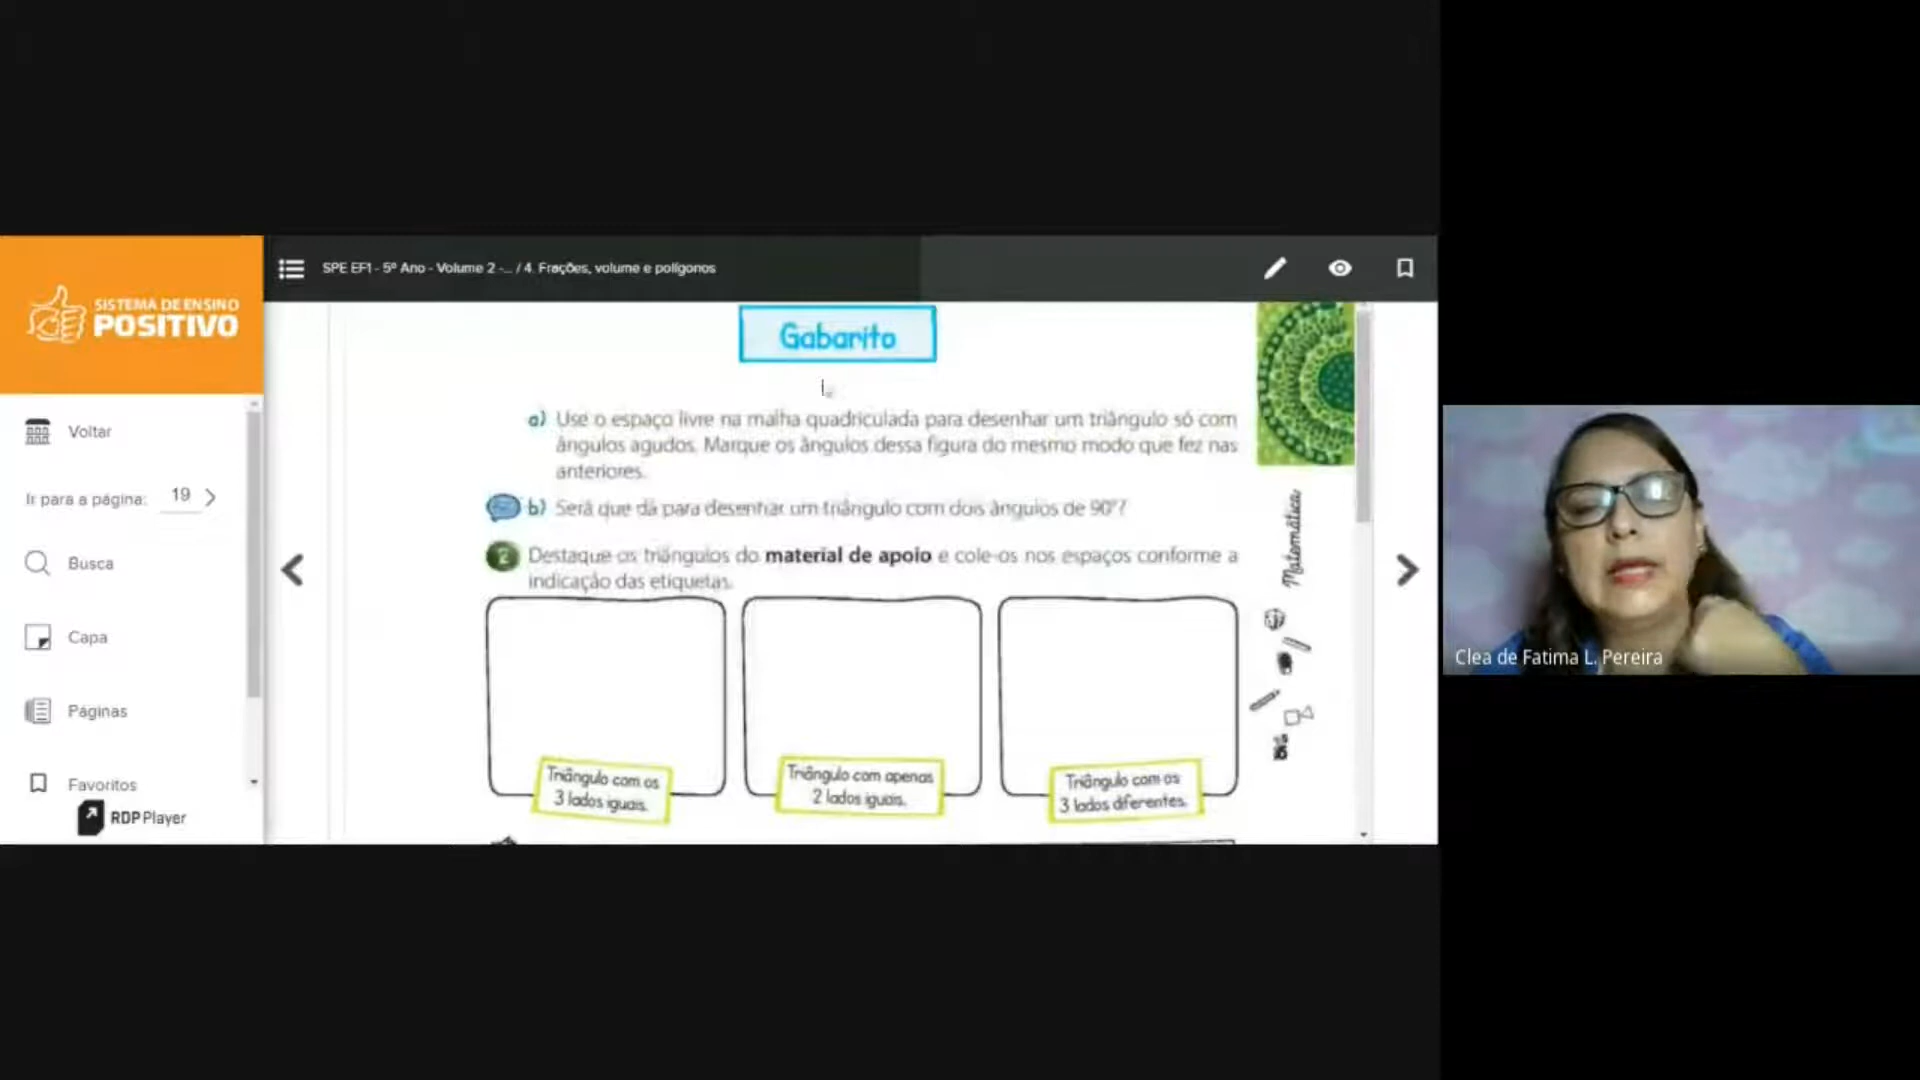 SISTEMA DE ENSINO
POSITIVO
Voltar
Ir para a página: 19
Busca
Capa
Páginas
Favoritos
RDP Player
SPE EF1 - 5º Ano - Volume 2 -... / 4. Frações, volume e polígonos
Gabarito
a) Use o espaço livre na malha quadriculada para desenhar um triângulo só com
ângulos agudos. Marque os ângulos dessa figura do mesmo modo que fez nas
anteriores.
b) Será que dá para desenhar um triângulo com dois ângulos de 90°?
2 Destaque os triângulos do material de apoio e cole-os nos espaços conforme a
indicação das etiquetas.
Triângulo com os
3 lados iguais.
Triângulo com apenas
2 lados iguais.
Triângulo com os
3 lados diferentes.
Matemática
Clea de Fatima L. Pereira